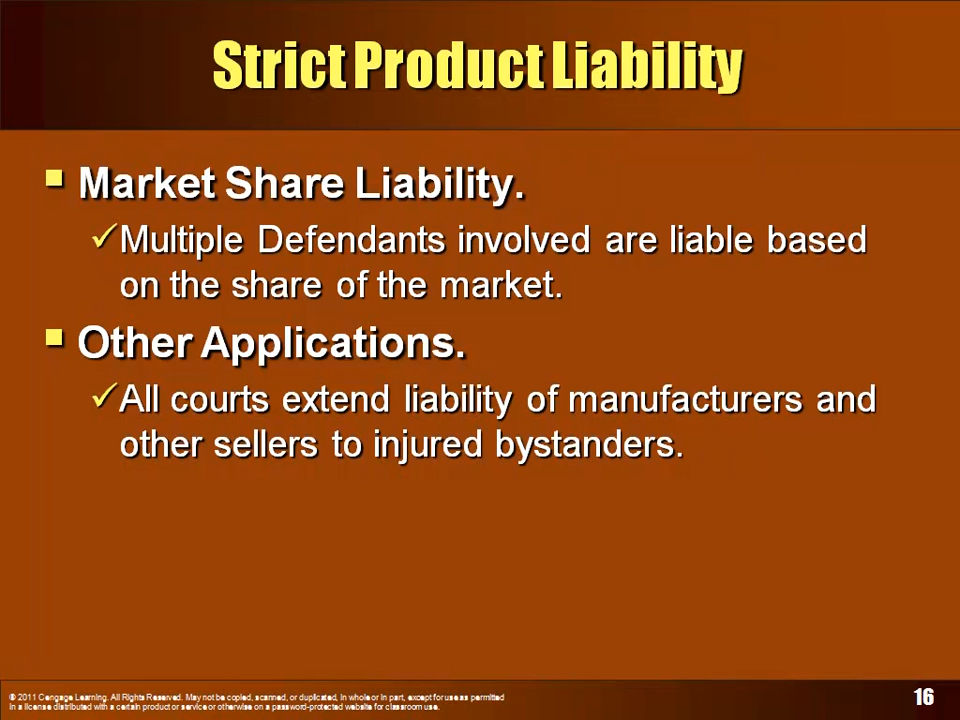 Strict Product Liability
Market Share Liability.
Multiple Defendants involved are liable based
on the share of the market.
Other Applications.
All courts extend liability of manufacturers and
other sellers to injured bystanders.
© 2011 Cengage Learning. All Rights Reserved. May not be copied, scanned, or duplicated, in whole or in part, except for use as permitted
in a license distributed with a certain product or service or otherwise on a password-protected website for classroom use.
16